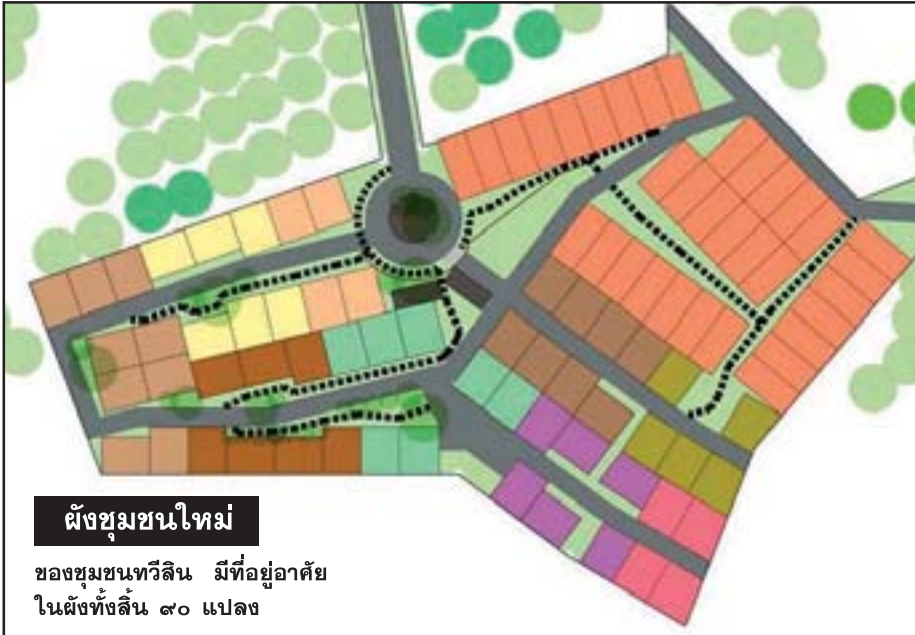 ผังชุมชนใหม่
ของชุมชนทวีสิน มีที่อยู่อาศัย
ในผังทั้งสิ้น ๙๐ แปลง